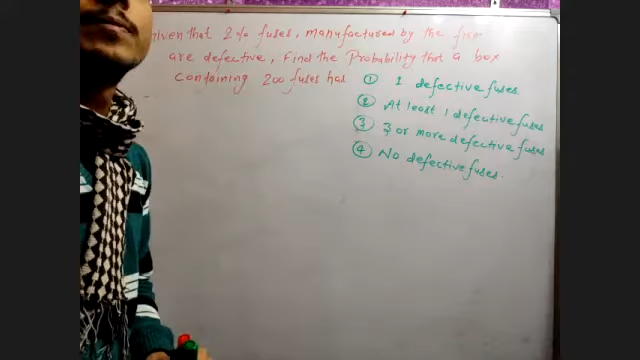 iven that 2% fuses, manufactured by the firm
are defective, Find the Probability that a box
containing 200 fuses has
① 1 defective fuses.
② At least 1 defective fuses
③ 3 or more defective fuses
④ No defective fuses.